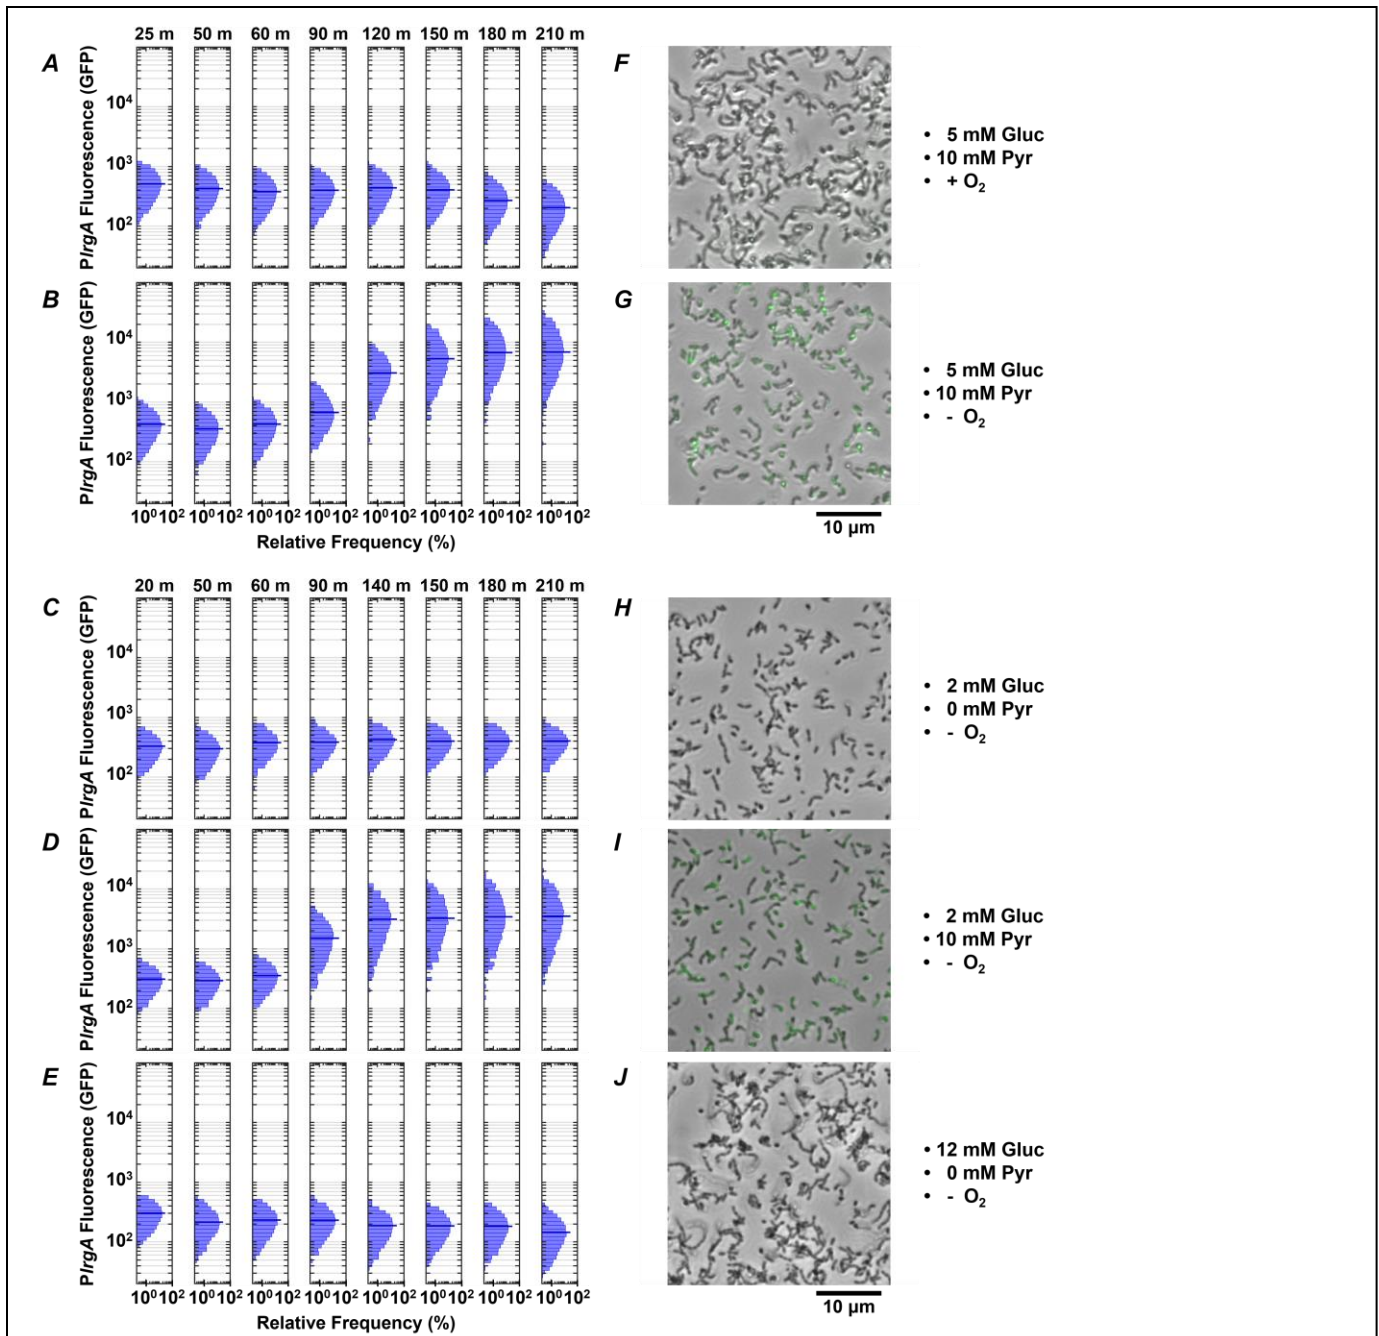 25 m 50 m 60 m 90 m 120 m 150 m 180 m 210 m
A
PlrgA Fluorescence (GFP)
10⁴
10³
10²
F
• 5 mM Gluc
• 10 mM Pyr
• + O₂
B
PlrgA Fluorescence (GFP)
10⁴
10³
10²
G
• 5 mM Gluc
• 10 mM Pyr
• - O₂
10⁰10² 10⁰10² 10⁰10² 10⁰10² 10⁰10² 10⁰10² 10⁰10² 10⁰10²
Relative Frequency (%)
10 µm
20 m 50 m 60 m 90 m 140 m 150 m 180 m 210 m
C
PlrgA Fluorescence (GFP)
10⁴
10³
10²
H
• 2 mM Gluc
• 0 mM Pyr
• - O₂
D
PlrgA Fluorescence (GFP)
10⁴
10³
10²
I
• 2 mM Gluc
• 10 mM Pyr
• - O₂
E
PlrgA Fluorescence (GFP)
10⁴
10³
10²
J
• 12 mM Gluc
• 0 mM Pyr
• - O₂
10⁰10² 10⁰10² 10⁰10² 10⁰10² 10⁰10² 10⁰10² 10⁰10² 10⁰10²
Relative Frequency (%)
10 µm